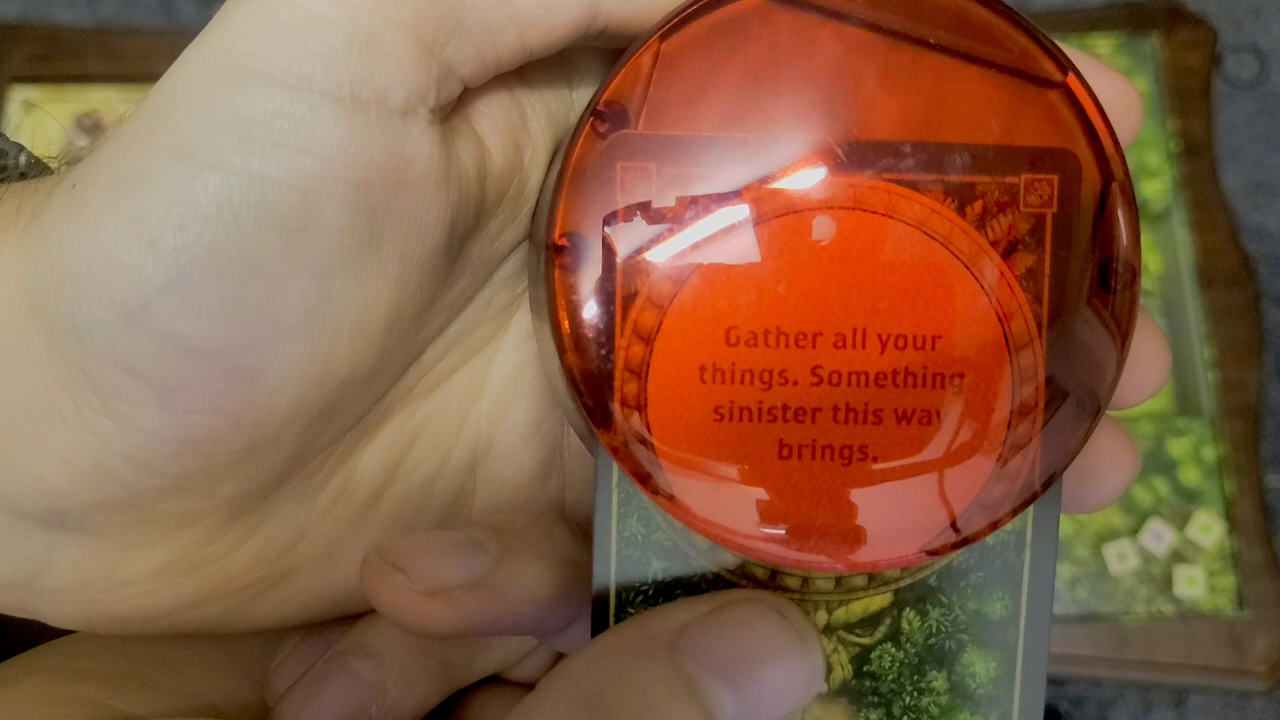 Gather all your
things. Something
sinister this way
brings.